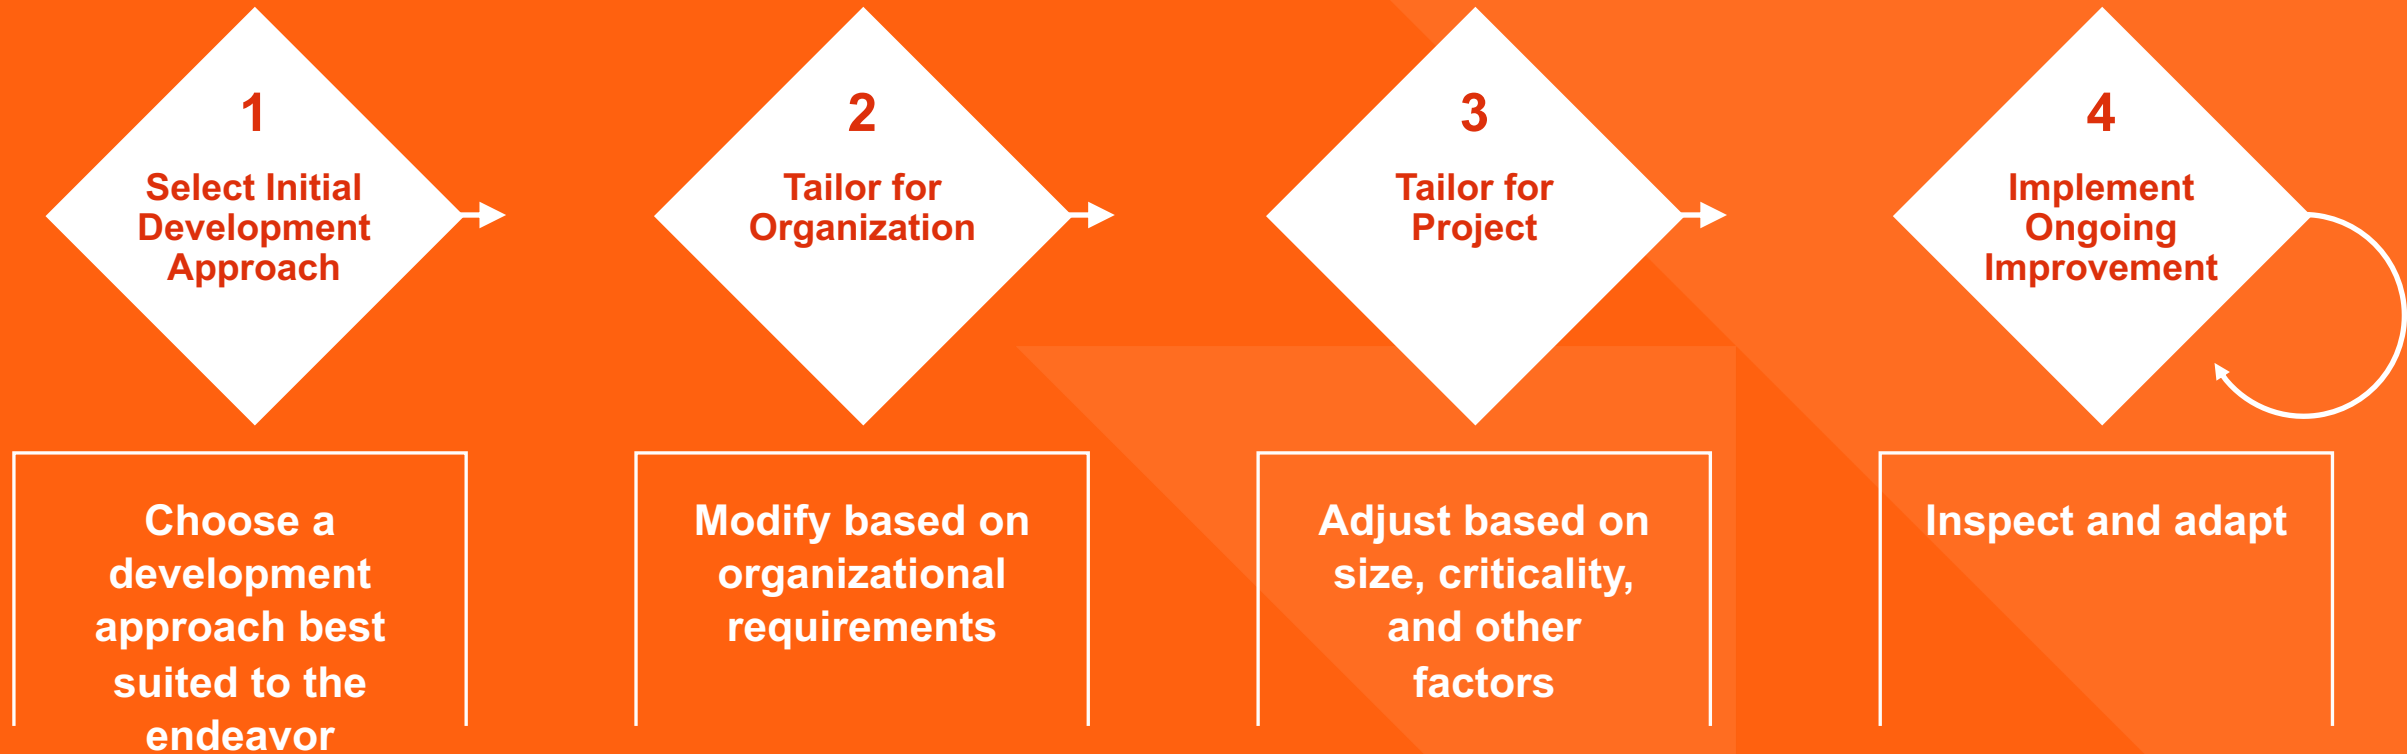 1
Select Initial
Development
Approach
2
Tailor for
Organization
3
Tailor for
Project
4
Implement
Ongoing
Improvement
Choose a
development
approach best
suited to the
endeavor
Modify based on
organizational
requirements
Adjust based on
size, criticality,
and other
factors
Inspect and adapt